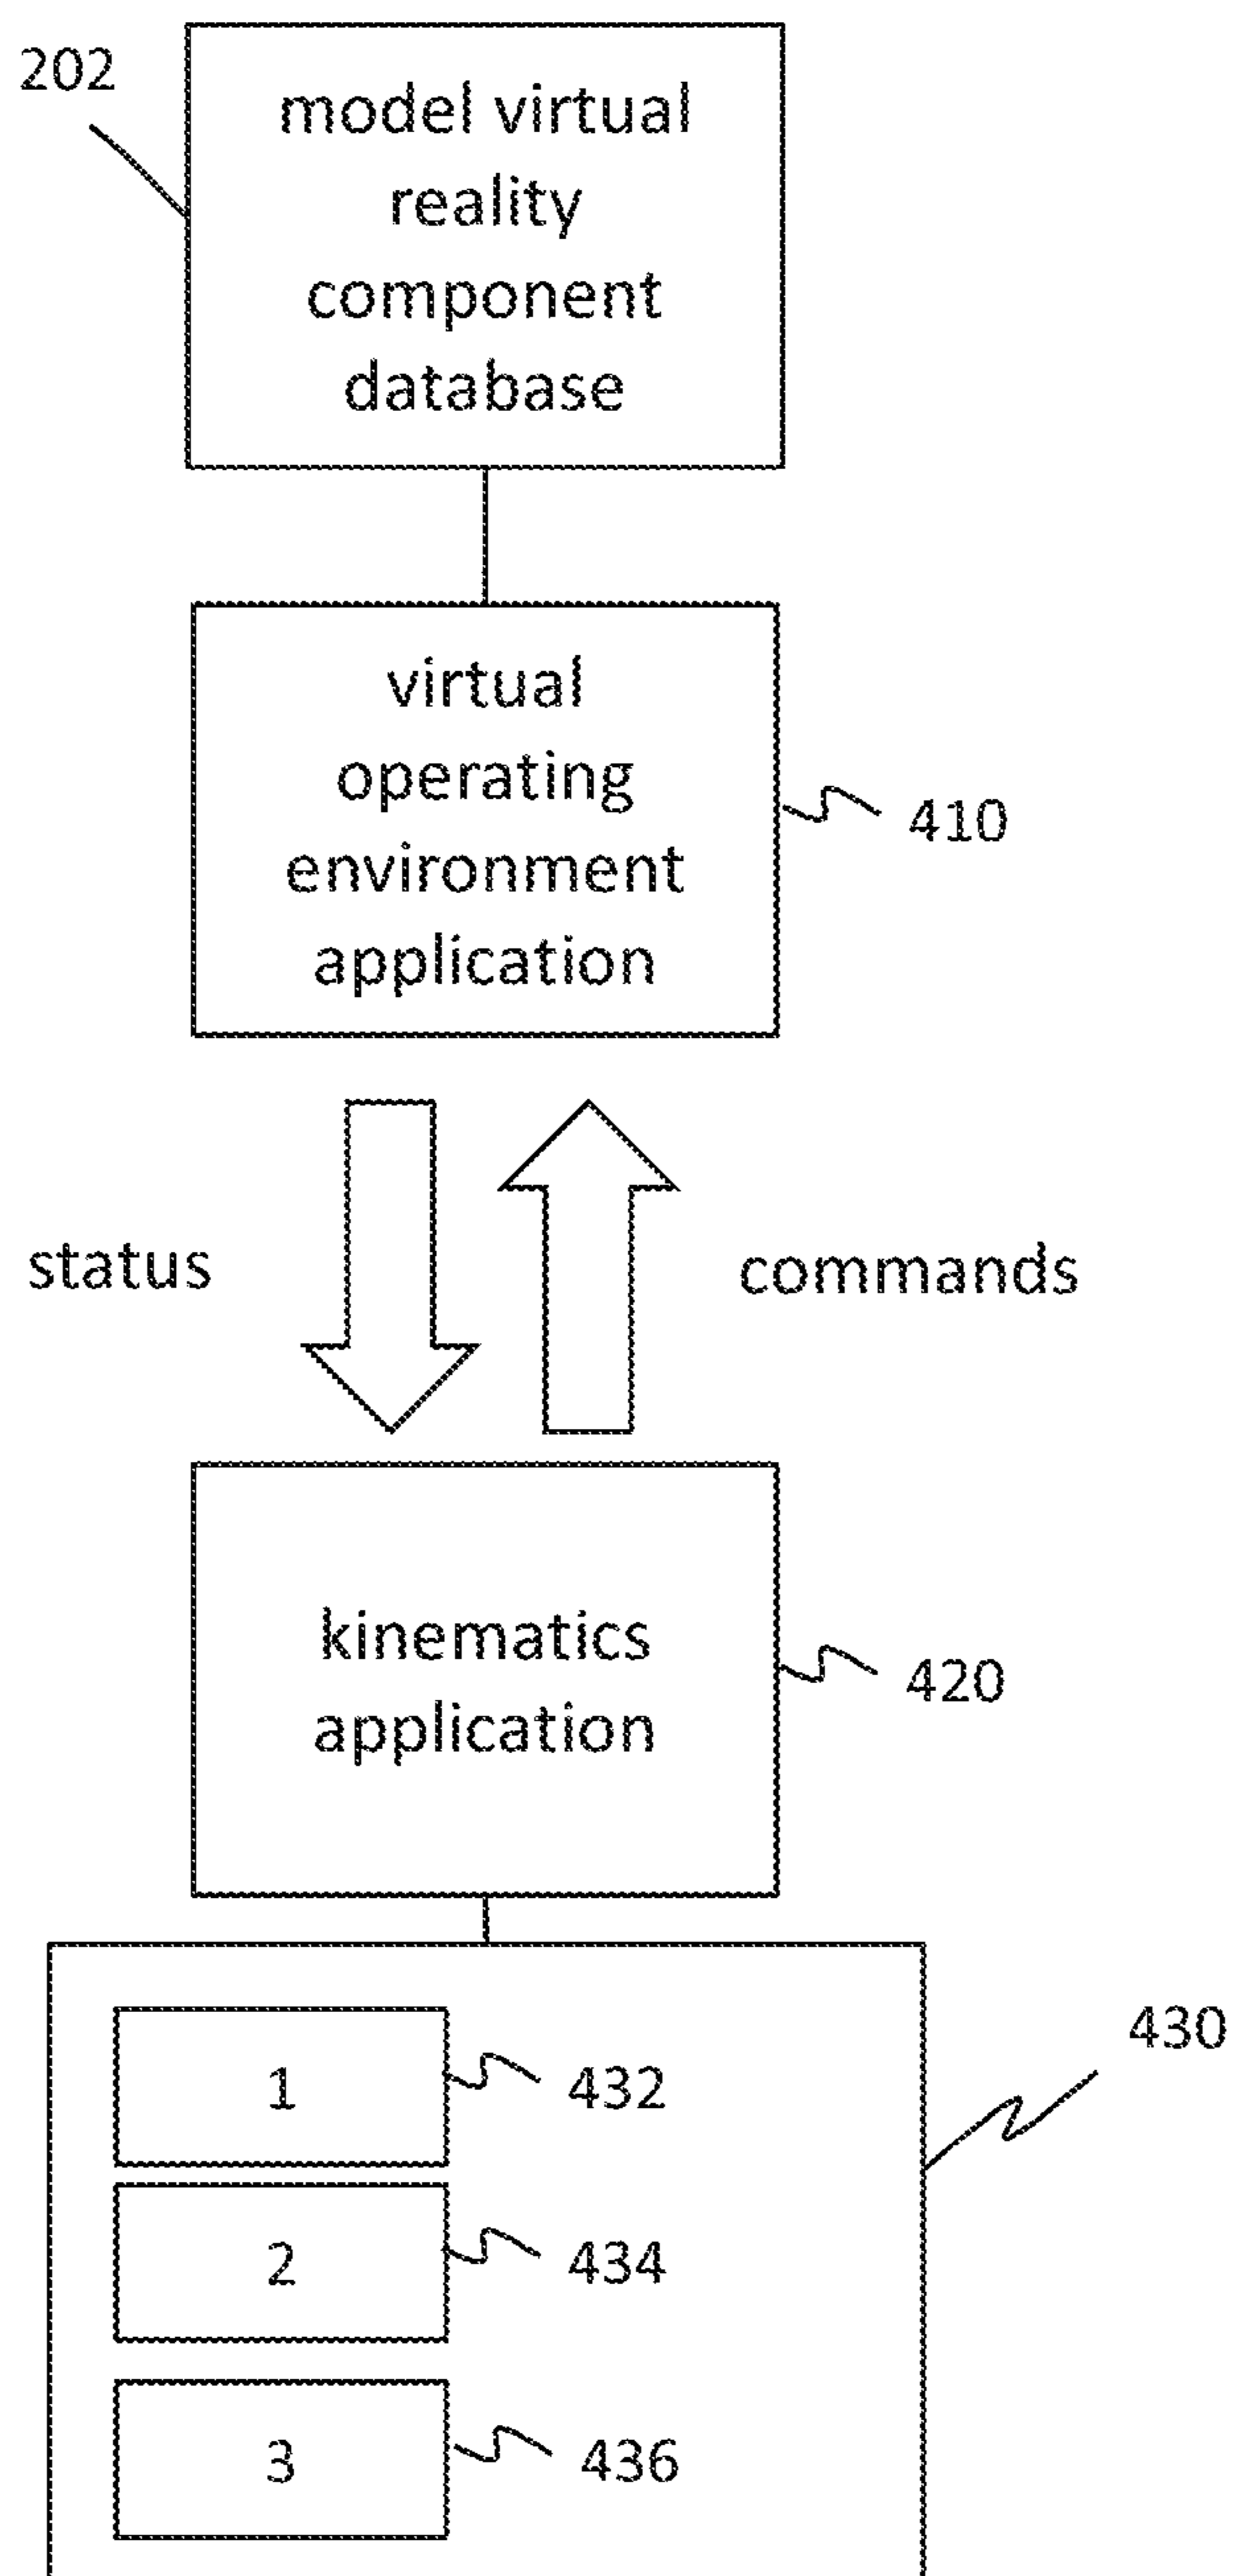 202
model virtual
reality
component
database
virtual
operating
environment
application
410
status
commands
kinematics
application
420
430
1
432
2
434
3
436